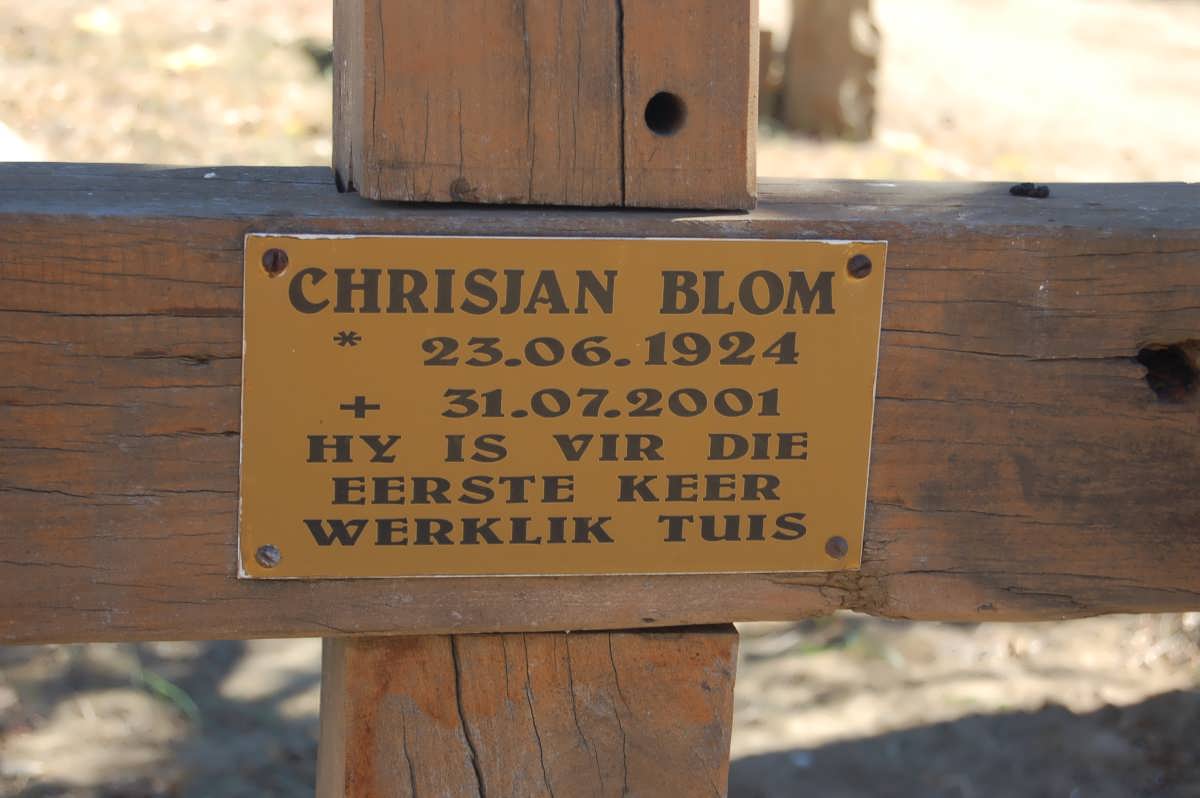 CHRISJAN BLOM
* 23.06.1924
+ 31.07.2001
HY IS VIR DIE
EERSTE KEER
WERKLIK TUIS